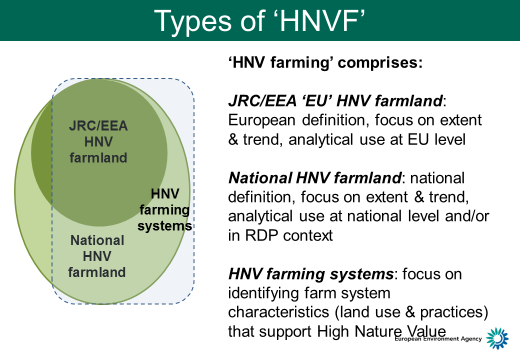 Types of ‘HNVF’
JRC/EEA
HNV
farmland
HNV
farming
systems
National
HNV
farmland
‘HNV farming’ comprises:
JRC/EEA ‘EU’ HNV farmland:
European definition, focus on extent
& trend, analytical use at EU level
National HNV farmland: national
definition, focus on extent & trend,
analytical use at national level and/or
in RDP context
HNV farming systems: focus on
identifying farm system
characteristics (land use & practices)
that support High Nature Value
European Environment Agency